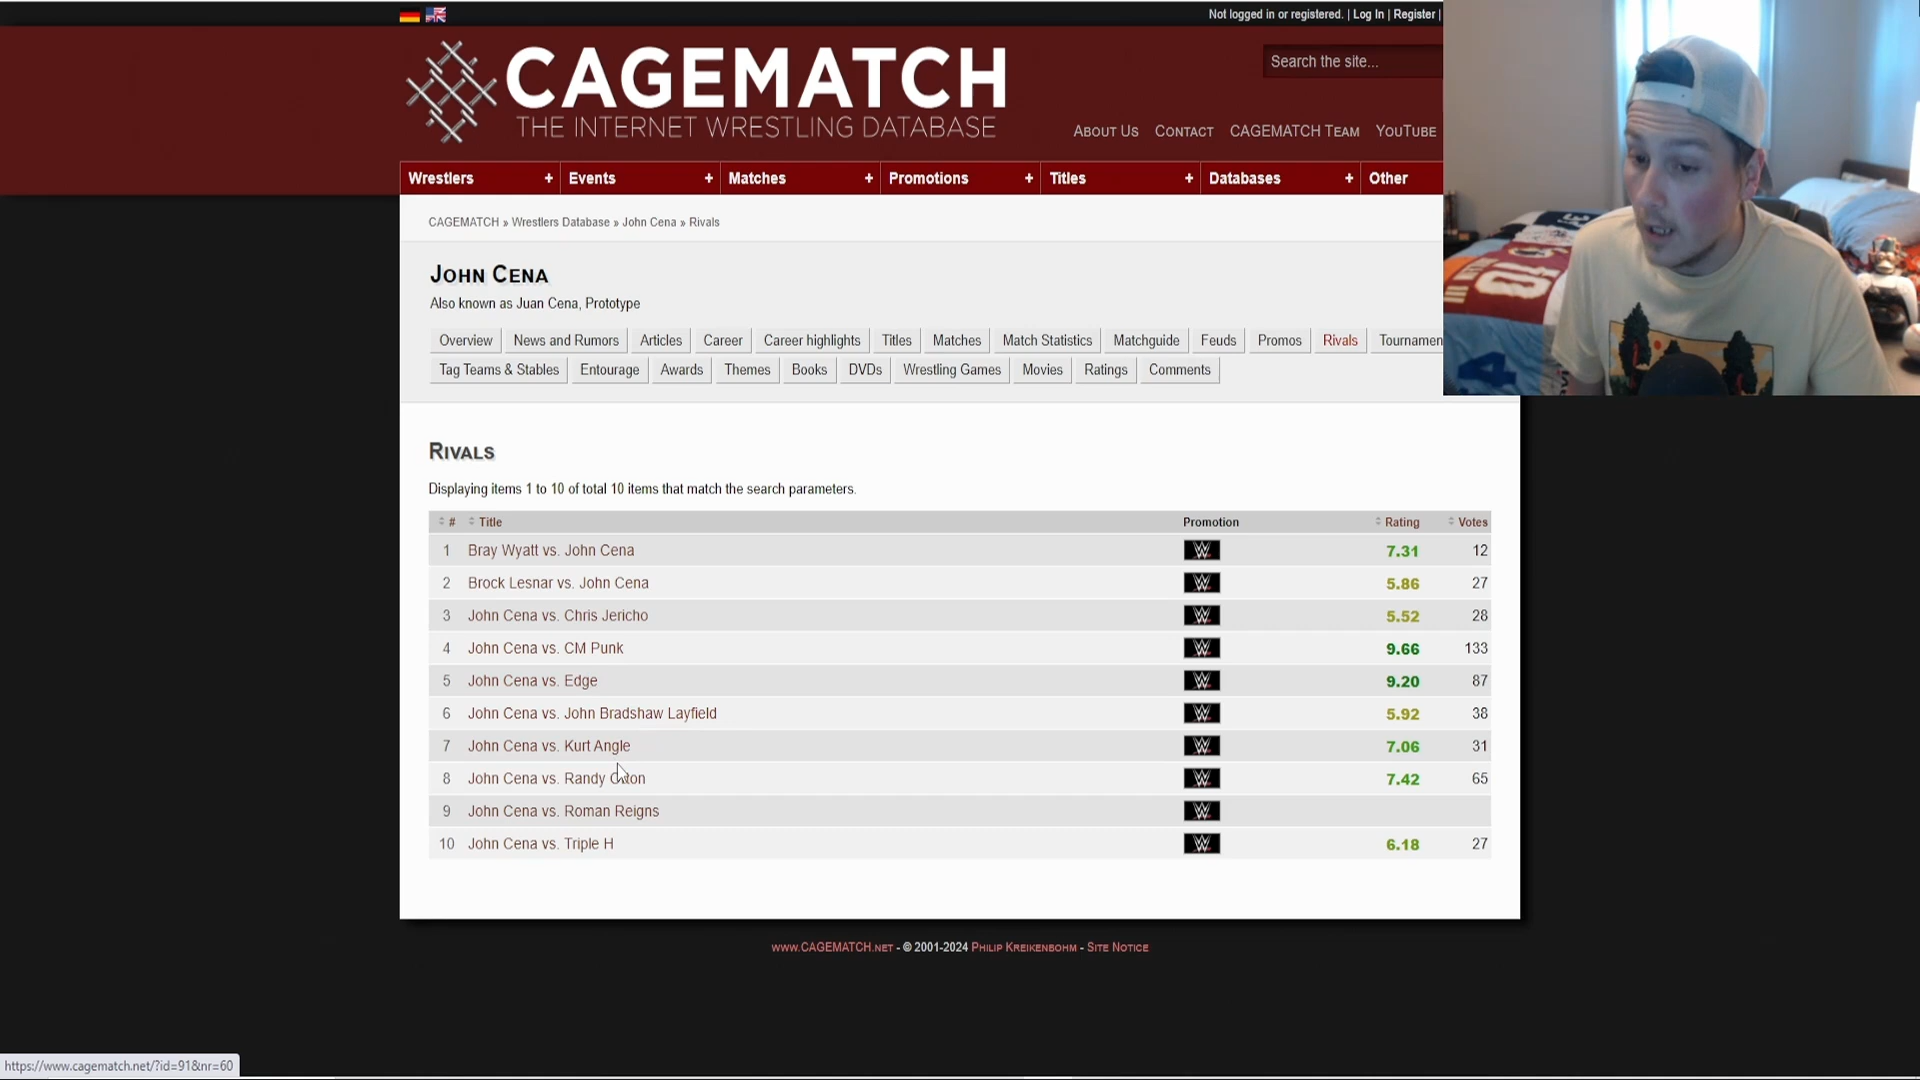 Not logged in or registered. | Log In | Register |
CAGEMATCH
THE INTERNET WRESTLING DATABASE
Search the site...
About Us Contact CAGEMATCH Team YouTube
Wrestlers + Events + Matches + Promotions + Titles + Databases + Other
CAGEMATCH » Wrestlers Database » John Cena » Rivals
John Cena
Also known as Juan Cena, Prototype
Overview News and Rumors Articles Career Career highlights Titles Matches Match Statistics Matchguide Feuds Promos Rivals Tournamen
Tag Teams & Stables Entourage Awards Themes Books DVDs Wrestling Games Movies Ratings Comments
Rivals
Displaying items 1 to 10 of total 10 items that match the search parameters.
# Title Promotion Rating Votes
1 Bray Wyatt vs. John Cena W 7.31 12
2 Brock Lesnar vs. John Cena W 5.86 27
3 John Cena vs. Chris Jericho W 5.52 28
4 John Cena vs. CM Punk W 9.66 133
5 John Cena vs. Edge W 9.20 87
6 John Cena vs. John Bradshaw Layfield W 5.92 38
7 John Cena vs. Kurt Angle W 7.06 31
8 John Cena vs. Randy Orton W 7.42 65
9 John Cena vs. Roman Reigns W
10 John Cena vs. Triple H W 6.18 27
www.CAGEMATCH.net - © 2001-2024 Philip Kreikenbohm - Site Notice
https://www.cagematch.net/?id=91&nr=60